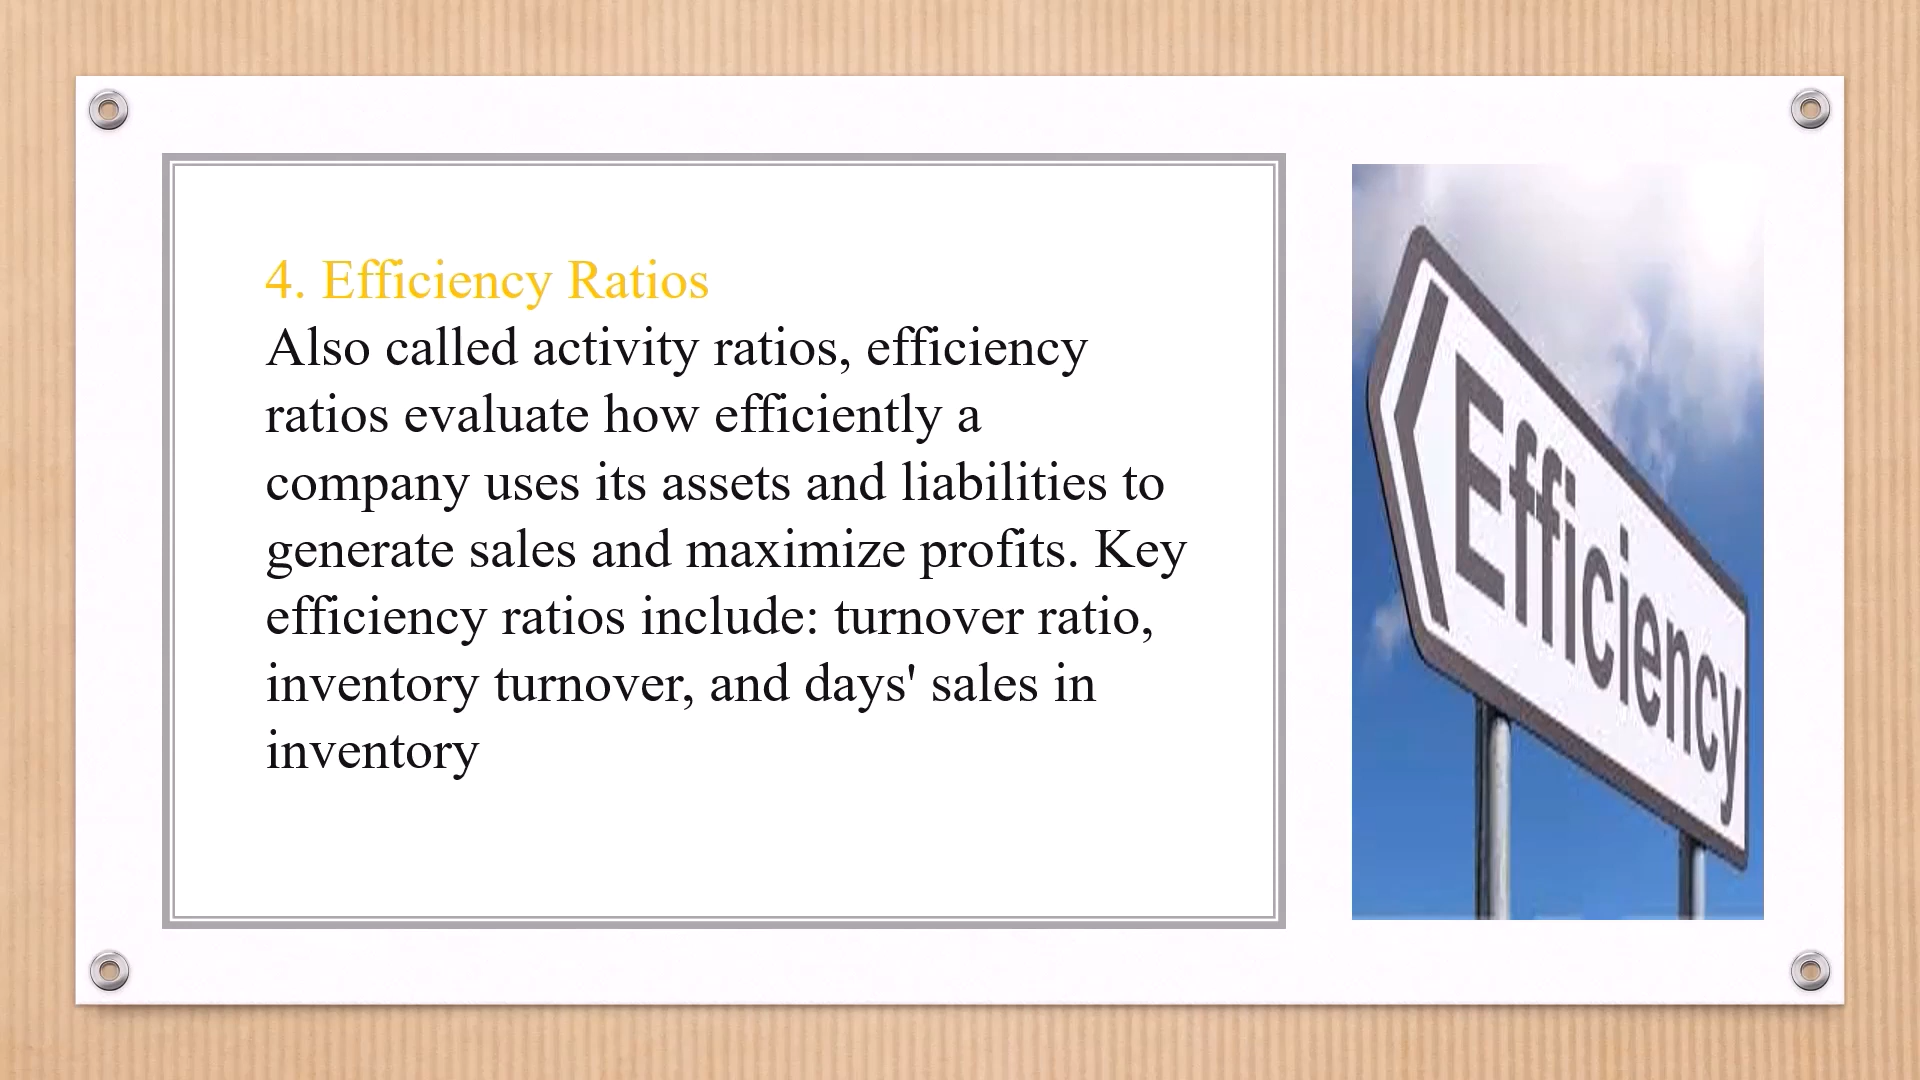 4. Efficiency Ratios
Also called activity ratios, efficiency
ratios evaluate how efficiently a
company uses its assets and liabilities to
generate sales and maximize profits. Key
efficiency ratios include: turnover ratio,
inventory turnover, and days' sales in
inventory
Efficiency